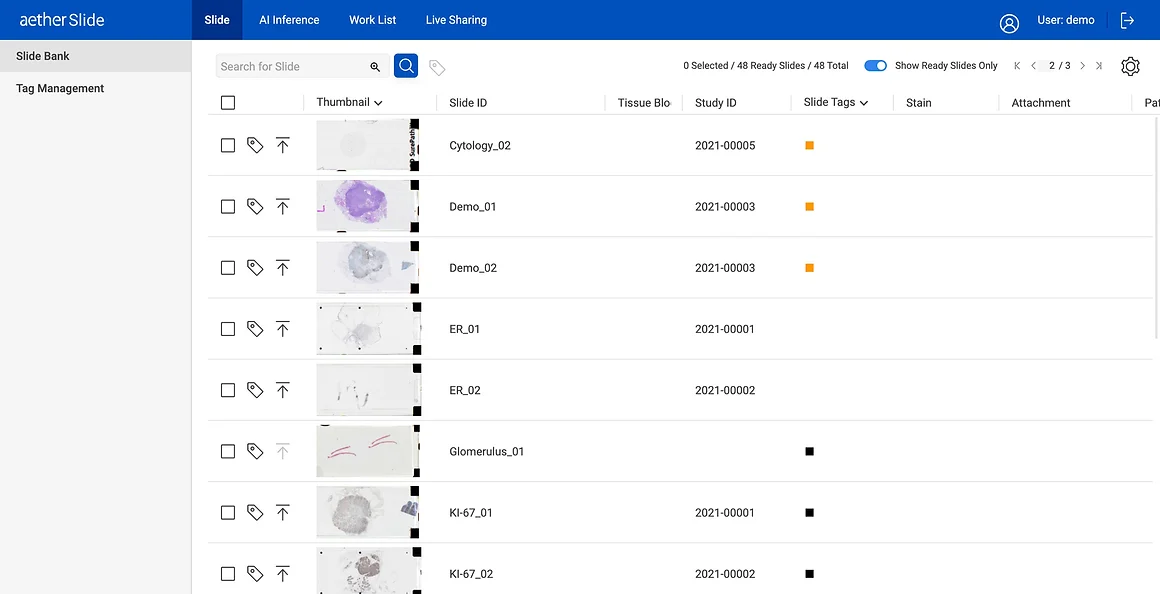 aetherSlide Slide AI Inference Work List Live Sharing User: demo
Slide Bank
Tag Management
Search for Slide 0 Selected / 48 Ready Slides / 48 Total Show Ready Slides Only 2 / 3
Thumbnail Slide ID Tissue Blo Study ID Slide Tags Stain Attachment Pat
Cytology_02 2021-00005
Demo_01 2021-00003
Demo_02 2021-00003
ER_01 2021-00001
ER_02 2021-00002
Glomerulus_01
KI-67_01 2021-00001
KI-67_02 2021-00002